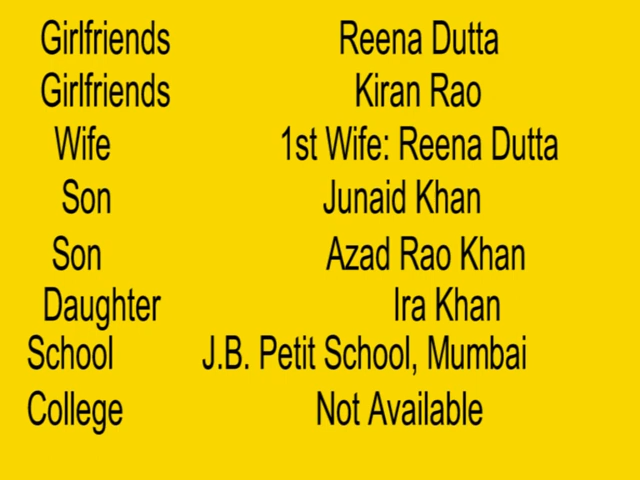 Girlfriends Reena Dutta
Girlfriends Kiran Rao
Wife 1st Wife: Reena Dutta
Son Junaid Khan
Son Azad Rao Khan
Daughter Ira Khan
School J.B. Petit School, Mumbai
College Not Available